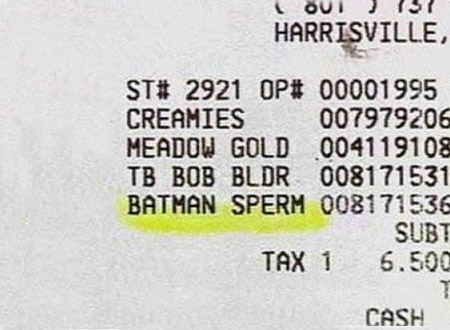 ( 801 ) 737
HARRISVILLE,
ST# 2921 OP# 00001995
CREAMIES 007979206
MEADOW GOLD 004119108
TB BOB BLDR 008171531
BATMAN SPERM 008171536
SUBT
TAX 1 6.500
T
CASH